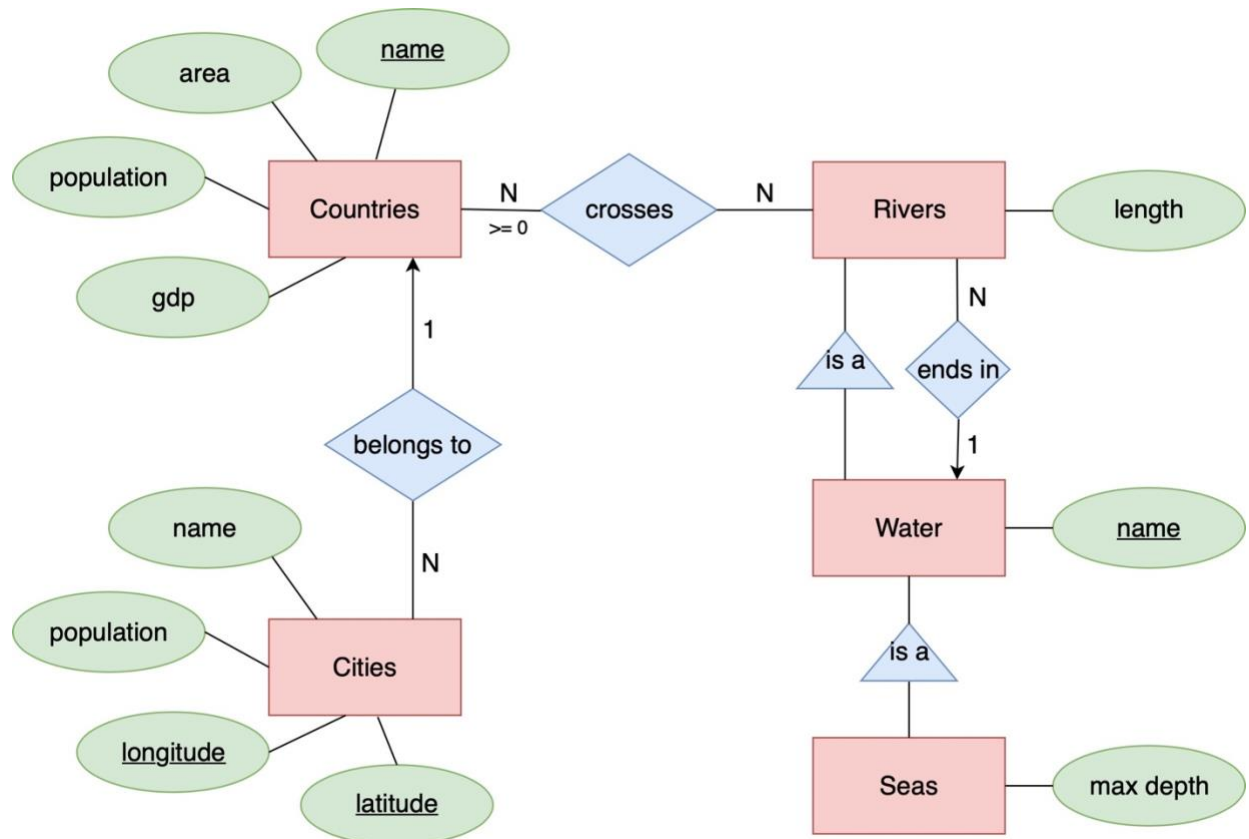 name
area
population
Countries
gdp
N
>= 0
crosses
N
Rivers
length
1
is a
N
ends in
1
belongs to
N
name
population
Cities
longitude
latitude
Water
name
is a
Seas
max depth